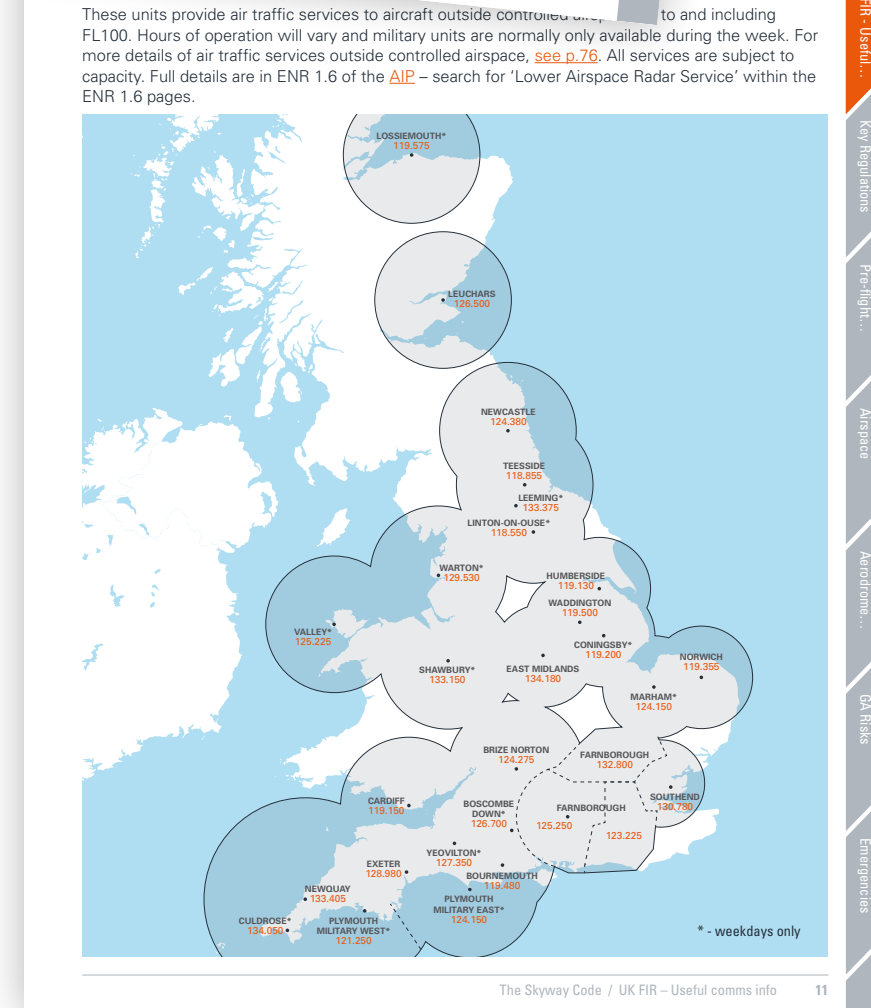 These units provide air traffic services to aircraft outside controlled to and including
FL100. Hours of operation will vary and military units are normally only available during the week. For
more details of air traffic services outside controlled airspace, see p.76. All services are subject to
capacity. Full details are in ENR 1.6 of the AIP – search for ‘Lower Airspace Radar Service’ within the
ENR 1.6 pages.
LOSSIEMOUTH*
119.575
LEUCHARS
126.500
NEWCASTLE
124.380
TEESSIDE
118.855
LEEMING*
133.375
LINTON-ON-OUSE*
118.550
WARTON*
129.530
HUMBERSIDE
119.130
WADDINGTON
119.500
VALLEY*
125.225
CONINGSBY*
119.200
SHAWBURY*
133.150
EAST MIDLANDS
134.180
NORWICH
119.355
MARHAM*
124.150
BRIZE NORTON
124.275
FARNBOROUGH
132.800
CARDIFF
119.150
BOSCOMBE
DOWN*
126.700
FARNBOROUGH
125.250
123.225
SOUTHEND
130.780
YEOVILTON*
127.350
EXETER
128.980
BOURNEMOUTH
119.480
NEWQUAY
133.405
PLYMOUTH
MILITARY EAST*
124.150
CULDROSE*
134.050
PLYMOUTH
MILITARY WEST*
121.250
* - weekdays only
The Skyway Code / UK FIR – Useful comms info 11
FIR - Useful...
Key Regulations
Pre-flight...
Airspace
Aerodrome...
GA Risks
Emergencies